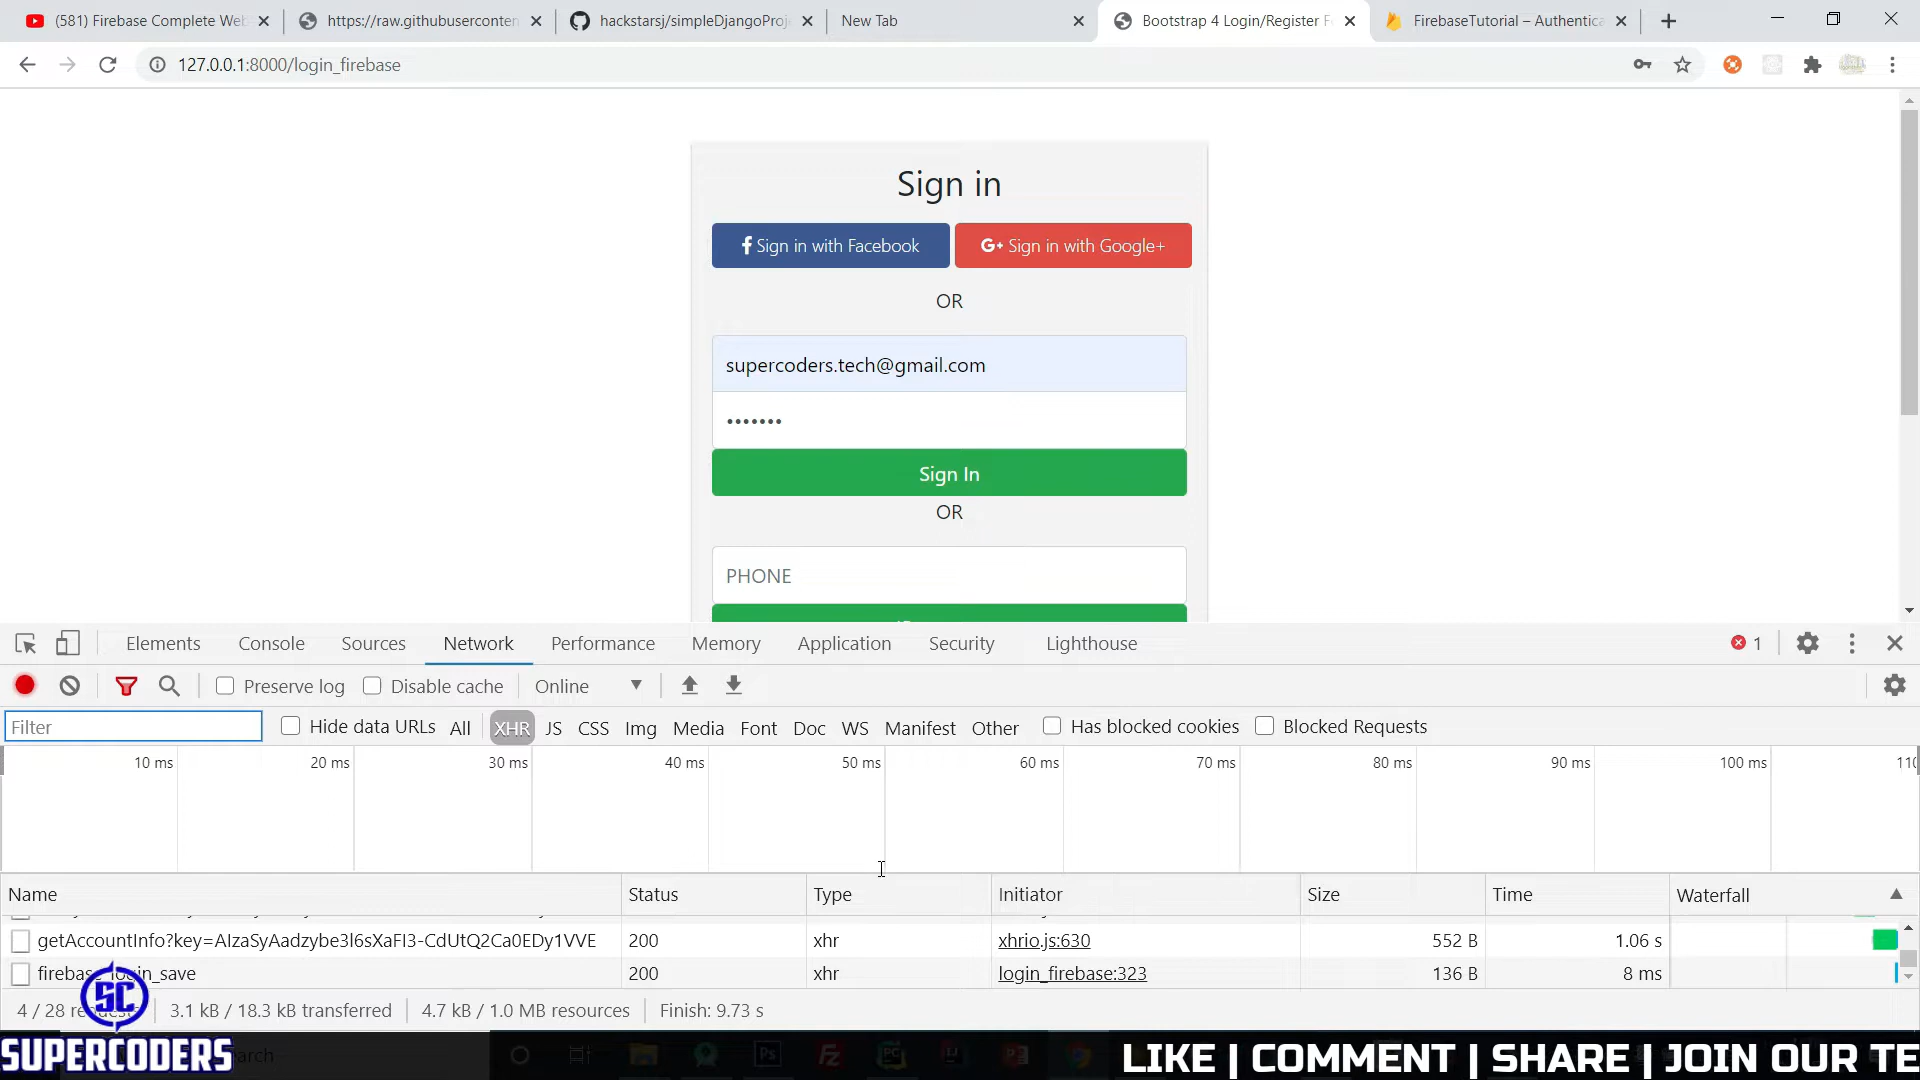 (581) Firebase Complete Web
https://raw.githubuserconten
hackstarsj/simpleDjangoProj
New Tab
Bootstrap 4 Login/Register F
FirebaseTutorial – Authentica
127.0.0.1:8000/login_firebase
Sign in
Sign in with Facebook
G+ Sign in with Google+
OR
supercoders.tech@gmail.com
•••••••
Sign In
OR
PHONE
Elements Console Sources Network Performance Memory Application Security Lighthouse 1
Preserve log Disable cache Online
Filter Hide data URLs All XHR JS CSS Img Media Font Doc WS Manifest Other Has blocked cookies Blocked Requests
10 ms 20 ms 30 ms 40 ms 50 ms 60 ms 70 ms 80 ms 90 ms 100 ms 110
Name Status Type Initiator Size Time Waterfall
getAccountInfo?key=AIzaSyAadzybe3l6sXaFI3-CdUtQ2Ca0EDy1VVE 200 xhr xhrio.js:630 552 B 1.06 s
firebase_login_save 200 xhr login_firebase:323 136 B 8 ms
4 / 28 requests 3.1 kB / 18.3 kB transferred 4.7 kB / 1.0 MB resources Finish: 9.73 s
SC
SUPERCODERS
LIKE | COMMENT | SHARE | JOIN OUR TE